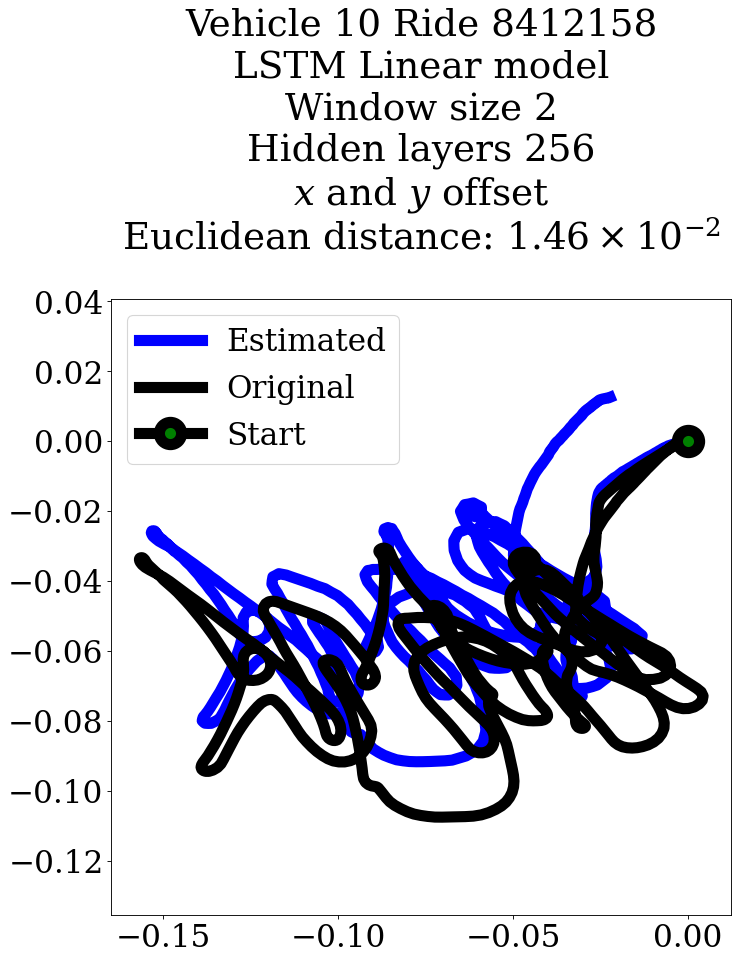 Vehicle 10 Ride 8412158
LSTM Linear model
Window size 2
Hidden layers 256
x and y offset
Euclidean distance: 1.46 × 10⁻²
0.04
0.02
0.00
−0.02
−0.04
−0.06
−0.08
−0.10
−0.12
Estimated
Original
Start
−0.15
−0.10
−0.05
0.00